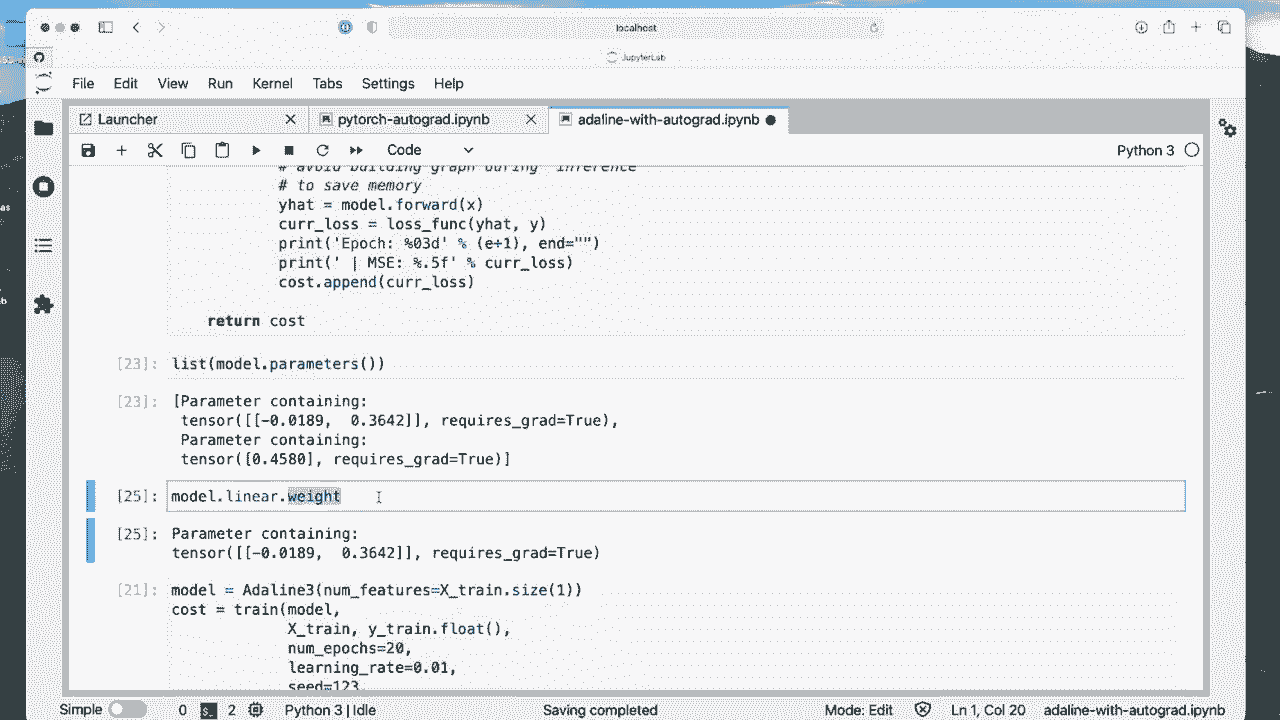 localhost
JupyterLab
File Edit View Run Kernel Tabs Settings Help
Launcher pytorch-autograd.ipynb adaline-with-autograd.ipynb
Code Python 3
# avoid building graph during "inference"
# to save memory
yhat = model.forward(x)
curr_loss = loss_func(yhat, y)
print('Epoch: %03d' % (e+1), end="")
print(' | MSE: %.5f' % curr_loss)
cost.append(curr_loss)
return cost
[23]: list(model.parameters())
[23]: [Parameter containing:
tensor([[-0.0189, 0.3642]], requires_grad=True),
Parameter containing:
tensor([0.4580], requires_grad=True)]
[25]: model.linear.weight
[25]: Parameter containing:
tensor([[-0.0189, 0.3642]], requires_grad=True)
[21]: model = Adaline3(num_features=X_train.size(1))
cost = train(model,
X_train, y_train.float(),
num_epochs=20,
learning_rate=0.01,
seed=123,
Simple 0 2 Python 3 | Idle Saving completed Mode: Edit Ln 1, Col 20 adaline-with-autograd.ipynb